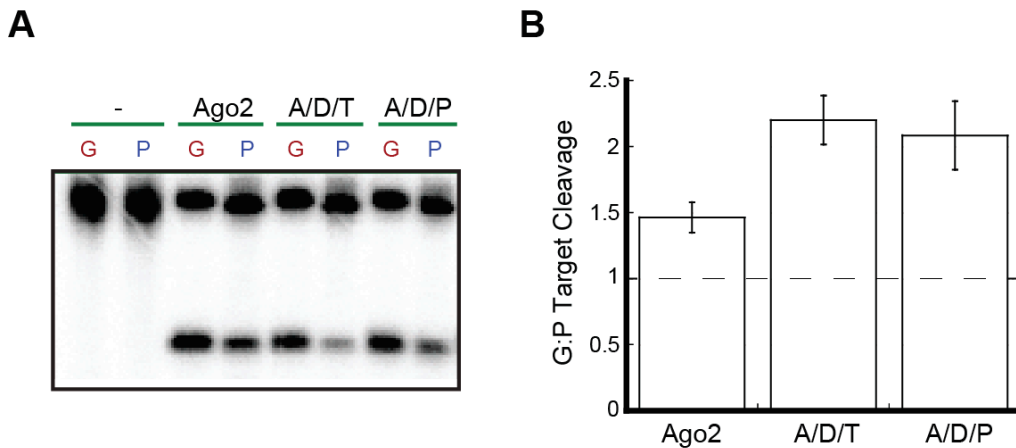 A
- Ago2 A/D/T A/D/P
G P G P G P G P
B
G:P Target Cleavage
2.5
2
1.5
1
0.5
0
Ago2 A/D/T A/D/P